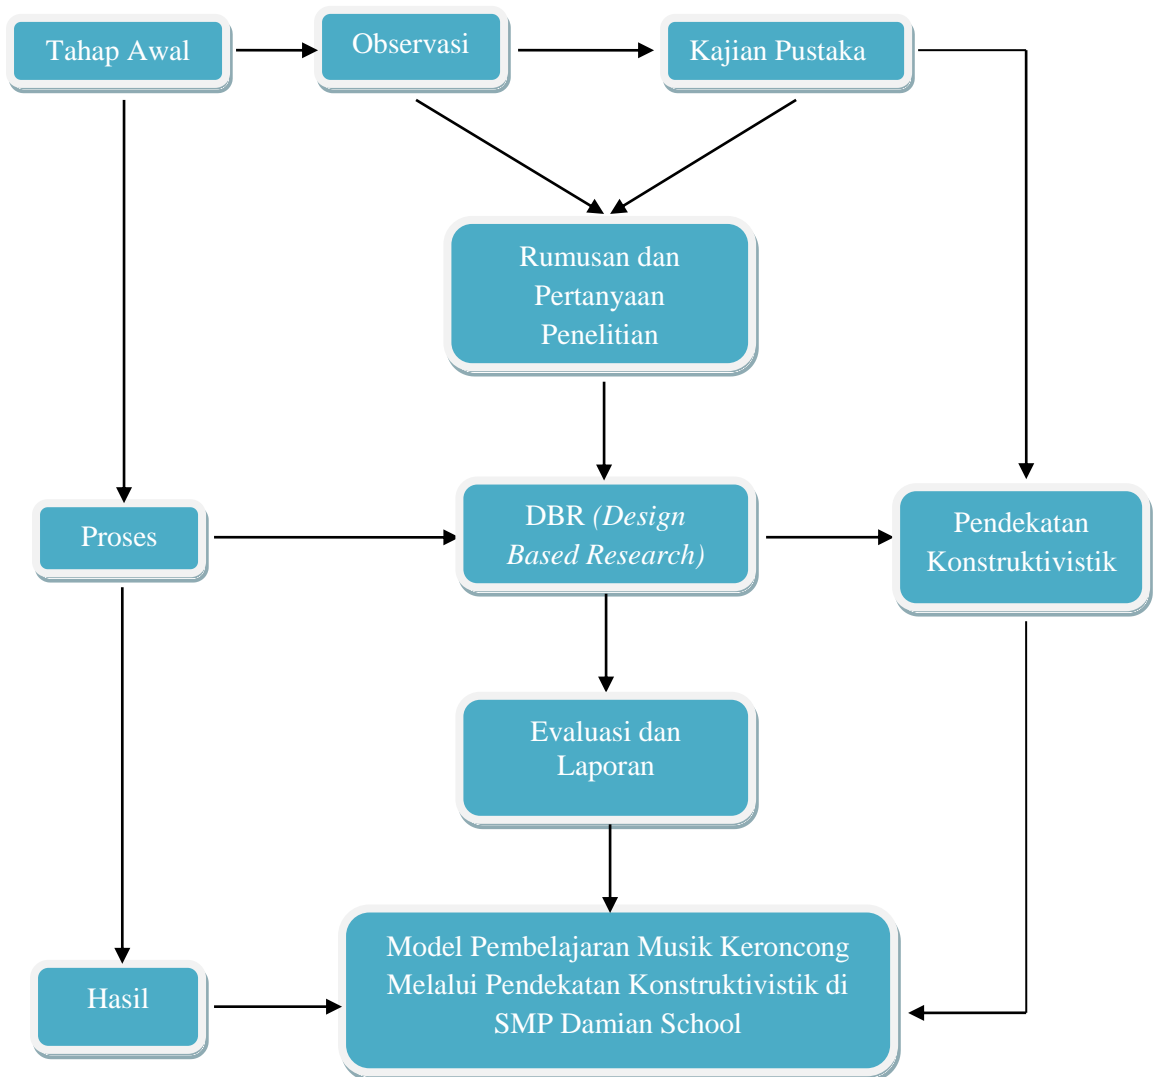 Tahap Awal
Observasi
Kajian Pustaka
Rumusan dan
Pertanyaan
Penelitian
Proses
DBR (Design
Based Research)
Pendekatan
Konstruktivistik
Evaluasi dan
Laporan
Hasil
Model Pembelajaran Musik Keroncong
Melalui Pendekatan Konstruktivistik di
SMP Damian School